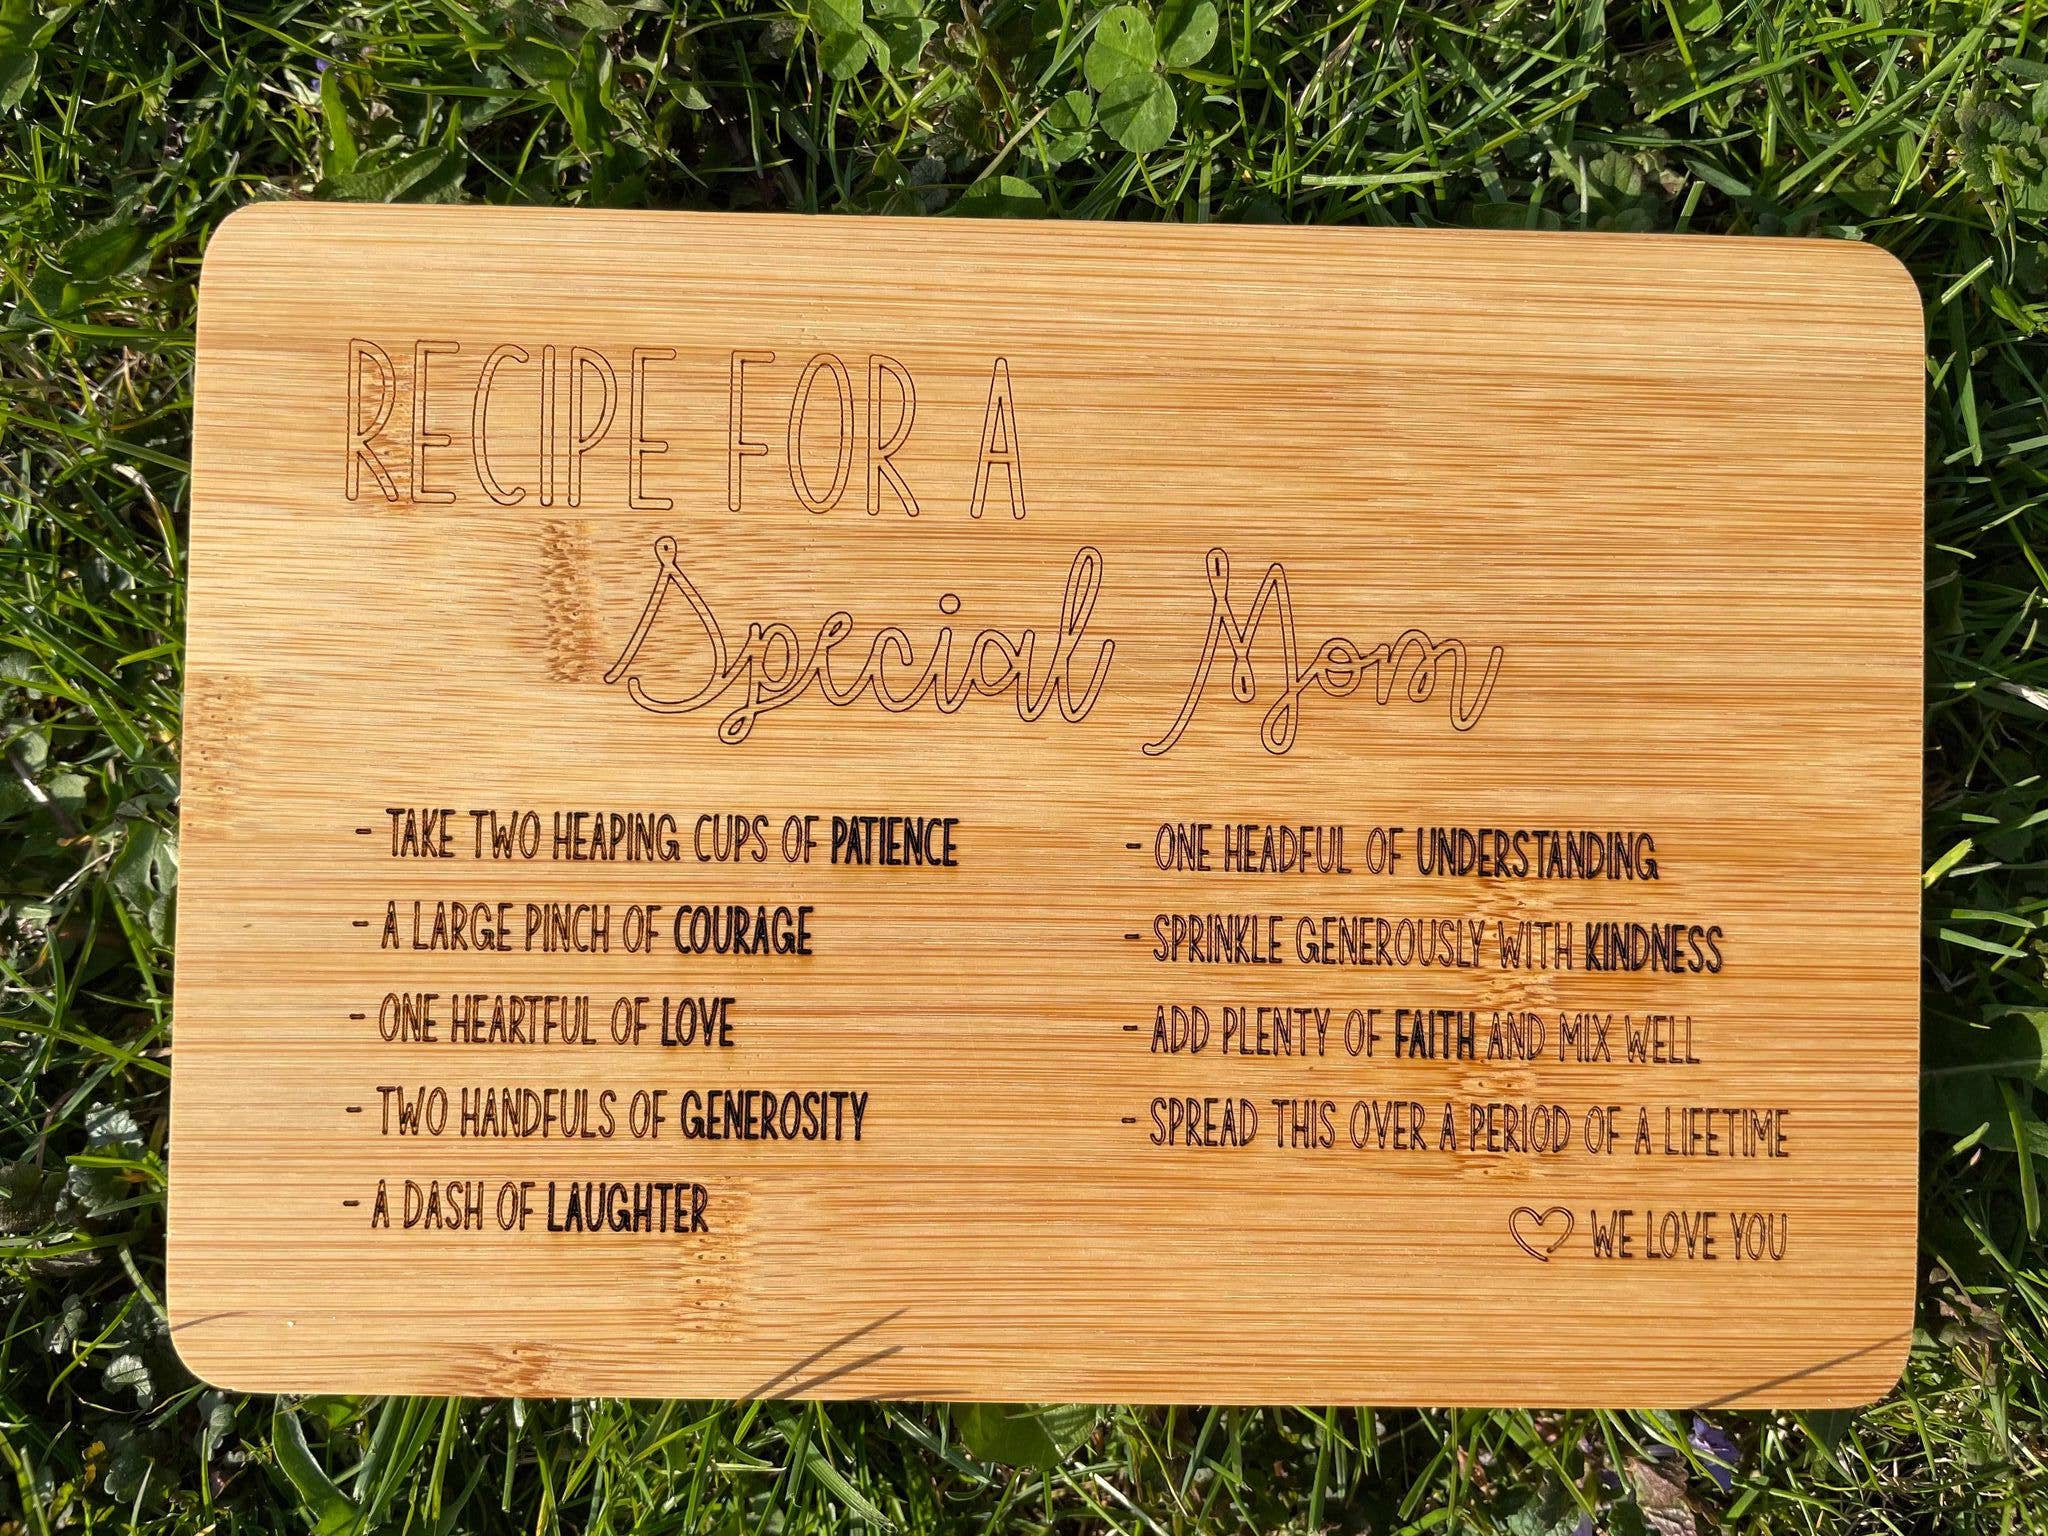 RECIPE FOR A
Special Mom
- TAKE TWO HEAPING CUPS OF PATIENCE
- A LARGE PINCH OF COURAGE
- ONE HEARTFUL OF LOVE
- TWO HANDFULS OF GENEROSITY
- A DASH OF LAUGHTER
- ONE HEADFUL OF UNDERSTANDING
- SPRINKLE GENEROUSLY WITH KINDNESS
- ADD PLENTY OF FAITH AND MIX WELL
- SPREAD THIS OVER A PERIOD OF A LIFETIME
♡ WE LOVE YOU